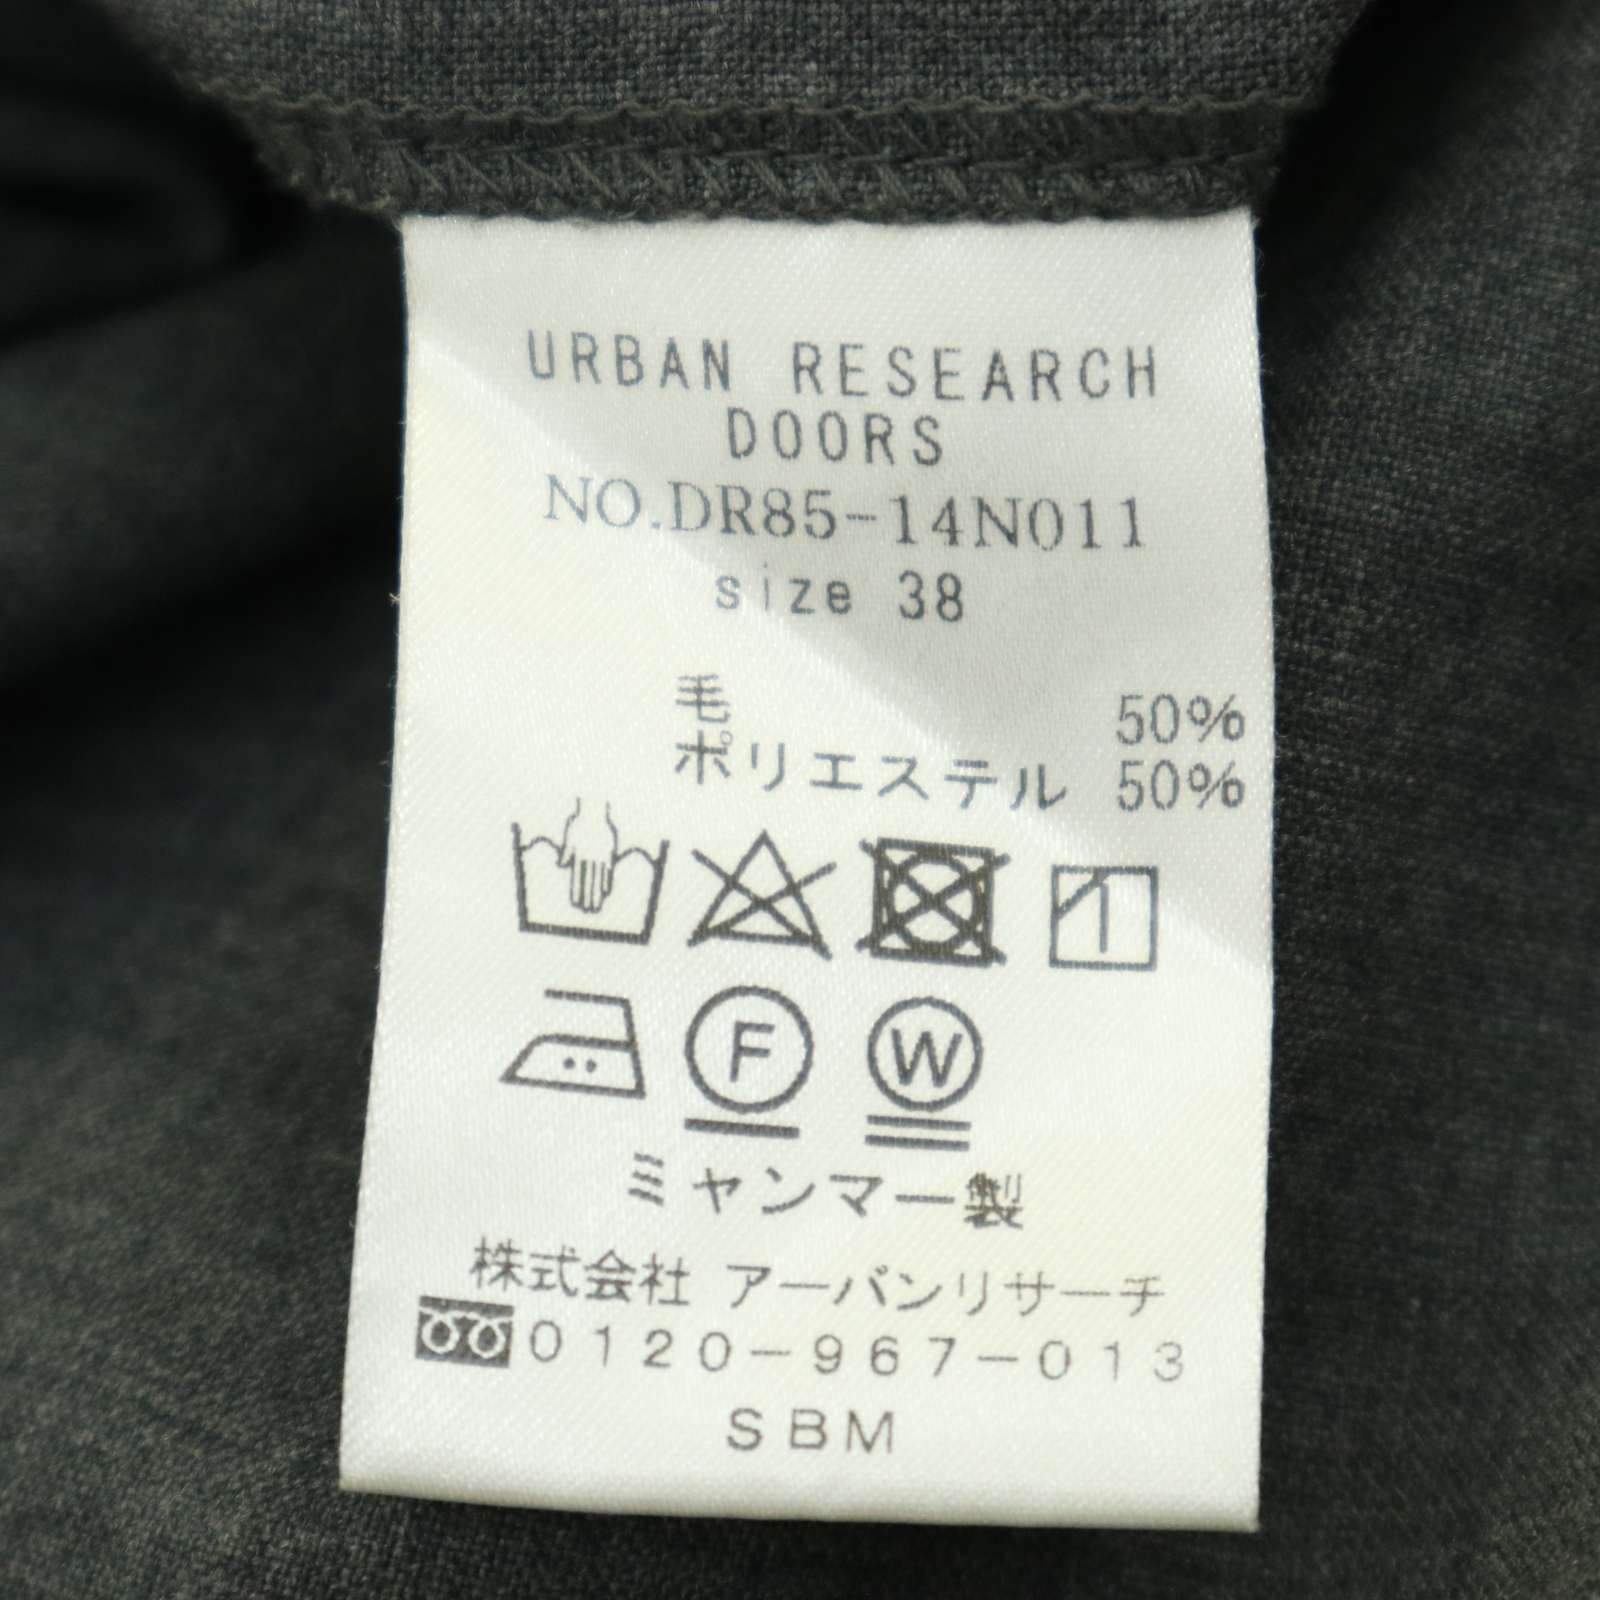 URBAN RESEARCH
DOORS
NO.DR85-14N011
size 38
毛 50%
ポリエステル 50%
F W
ミャンマー製
株式会社 アーバンリサーチ
0120-967-013
SBM